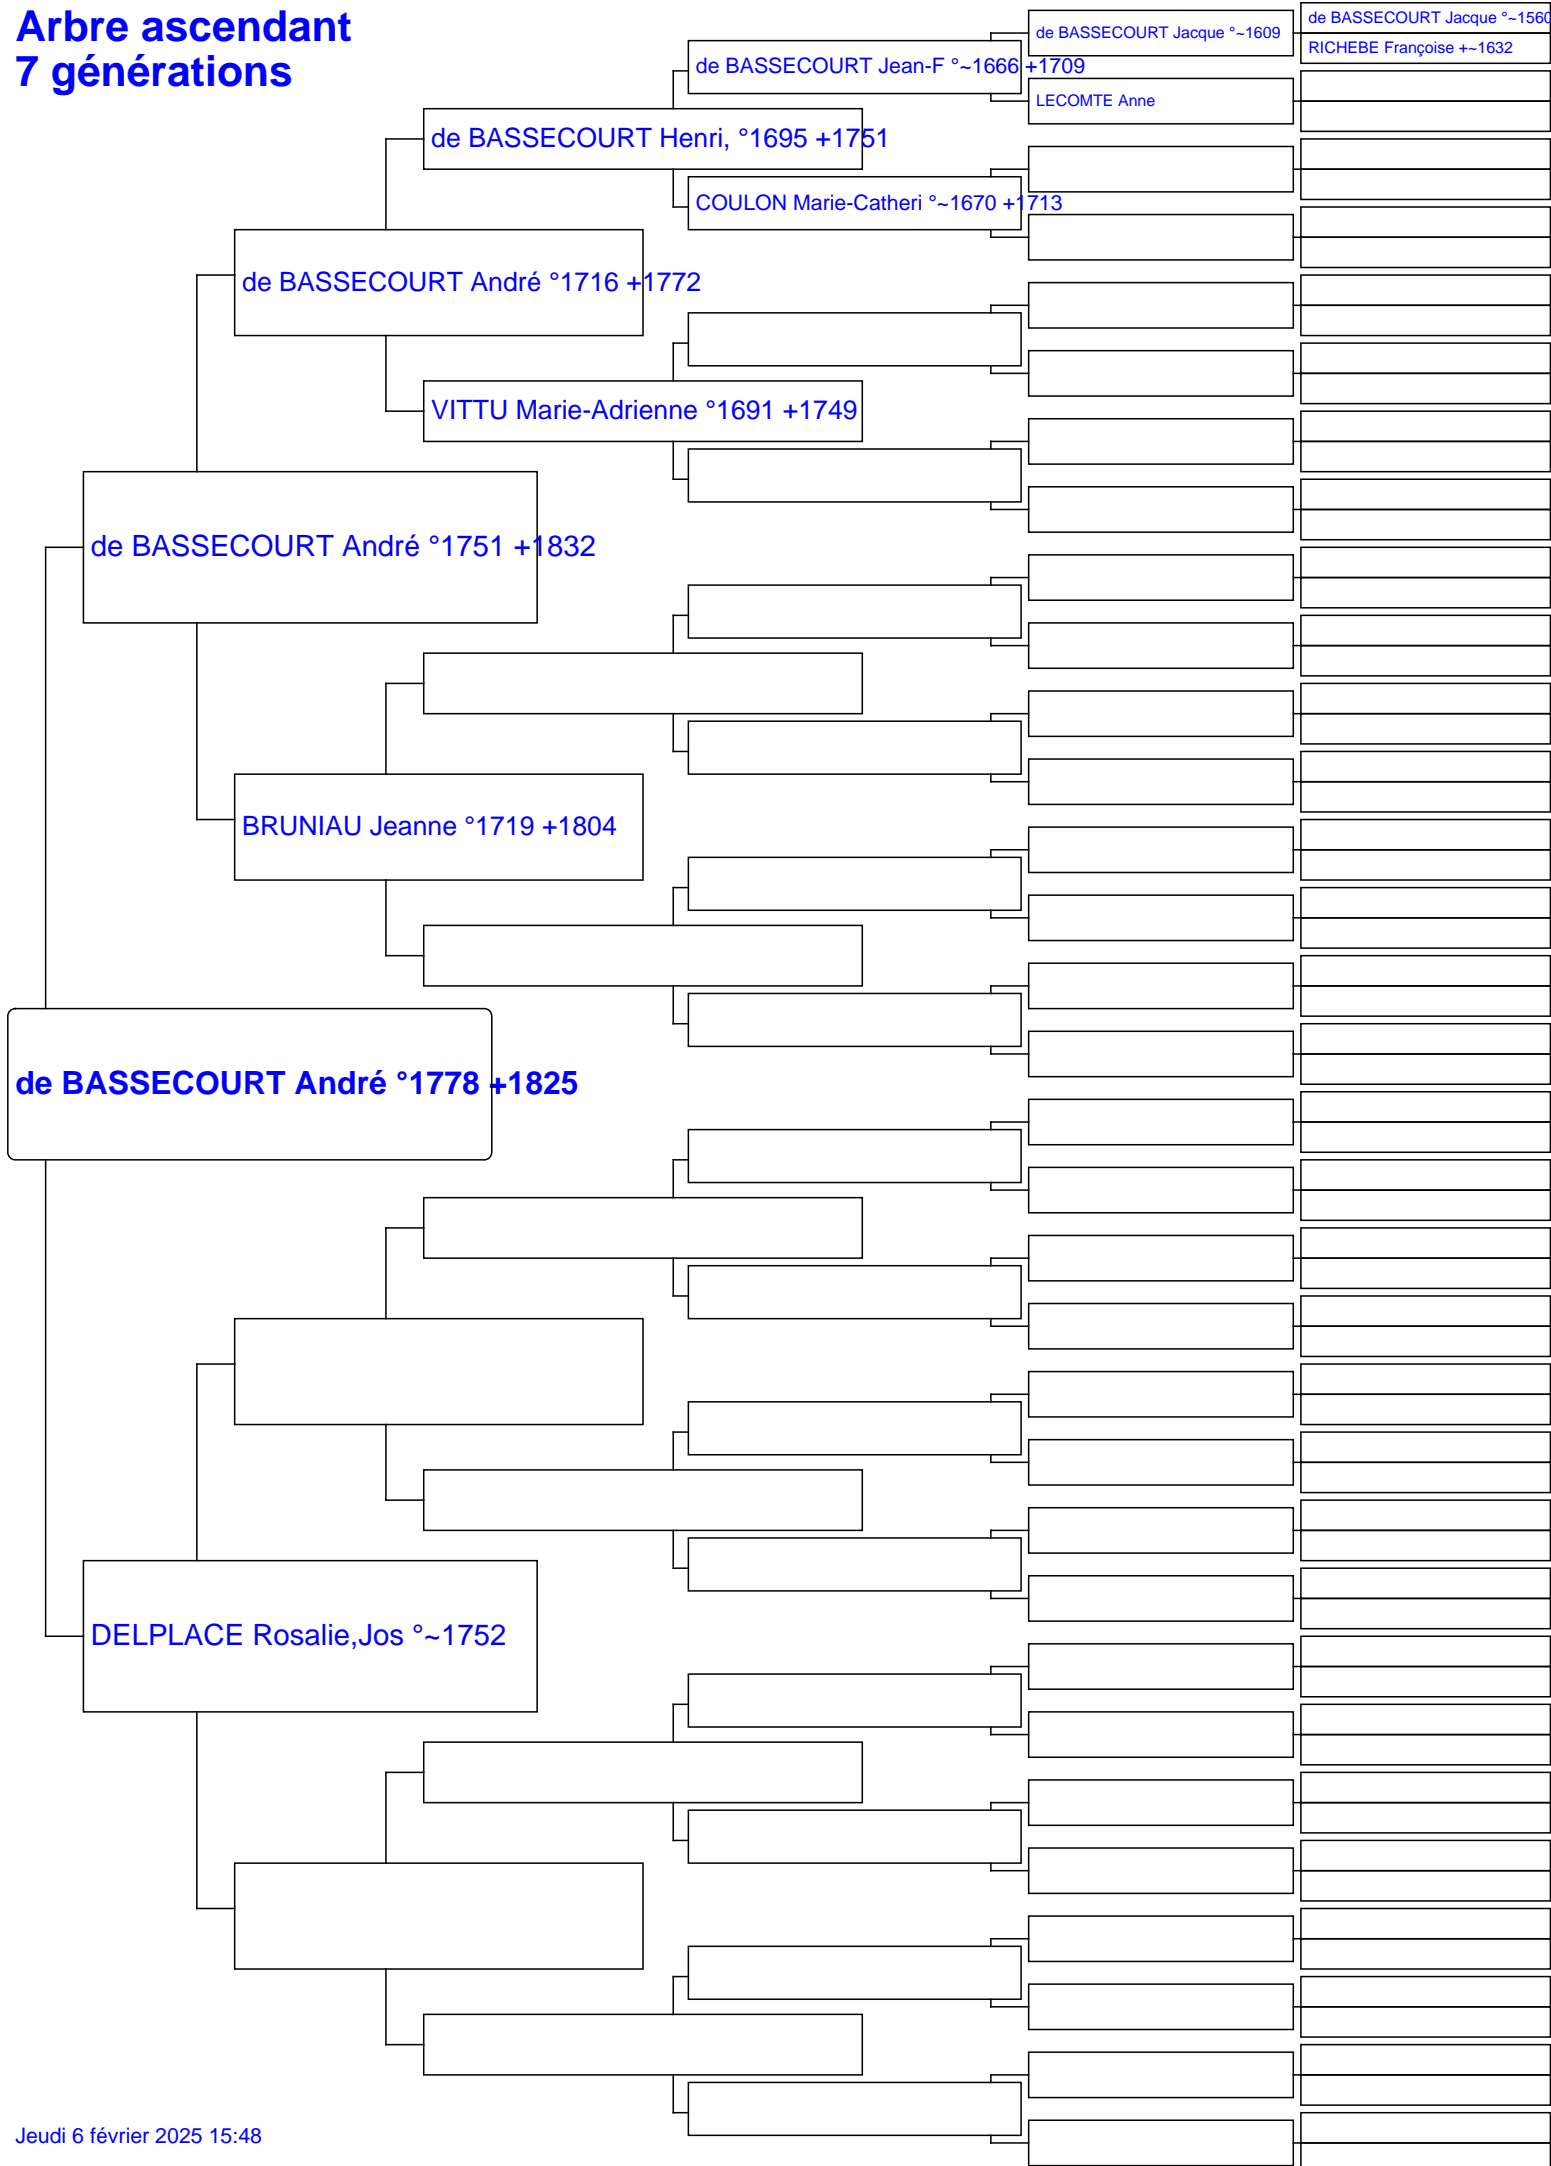 Arbre ascendant
7 générations
de BASSECOURT Jacque °~1560
de BASSECOURT Jacque °~1609
RICHEBE Françoise +~1632
de BASSECOURT Jean-F °~1666 +1709
LECOMTE Anne
de BASSECOURT Henri, °1695 +1751
COULON Marie-Catheri °~1670 +1713
de BASSECOURT André °1716 +1772
VITTU Marie-Adrienne °1691 +1749
de BASSECOURT André °1751 +1832
BRUNIAU Jeanne °1719 +1804
de BASSECOURT André °1778 +1825
DELPLACE Rosalie,Jos °~1752
Jeudi 6 février 2025 15:48